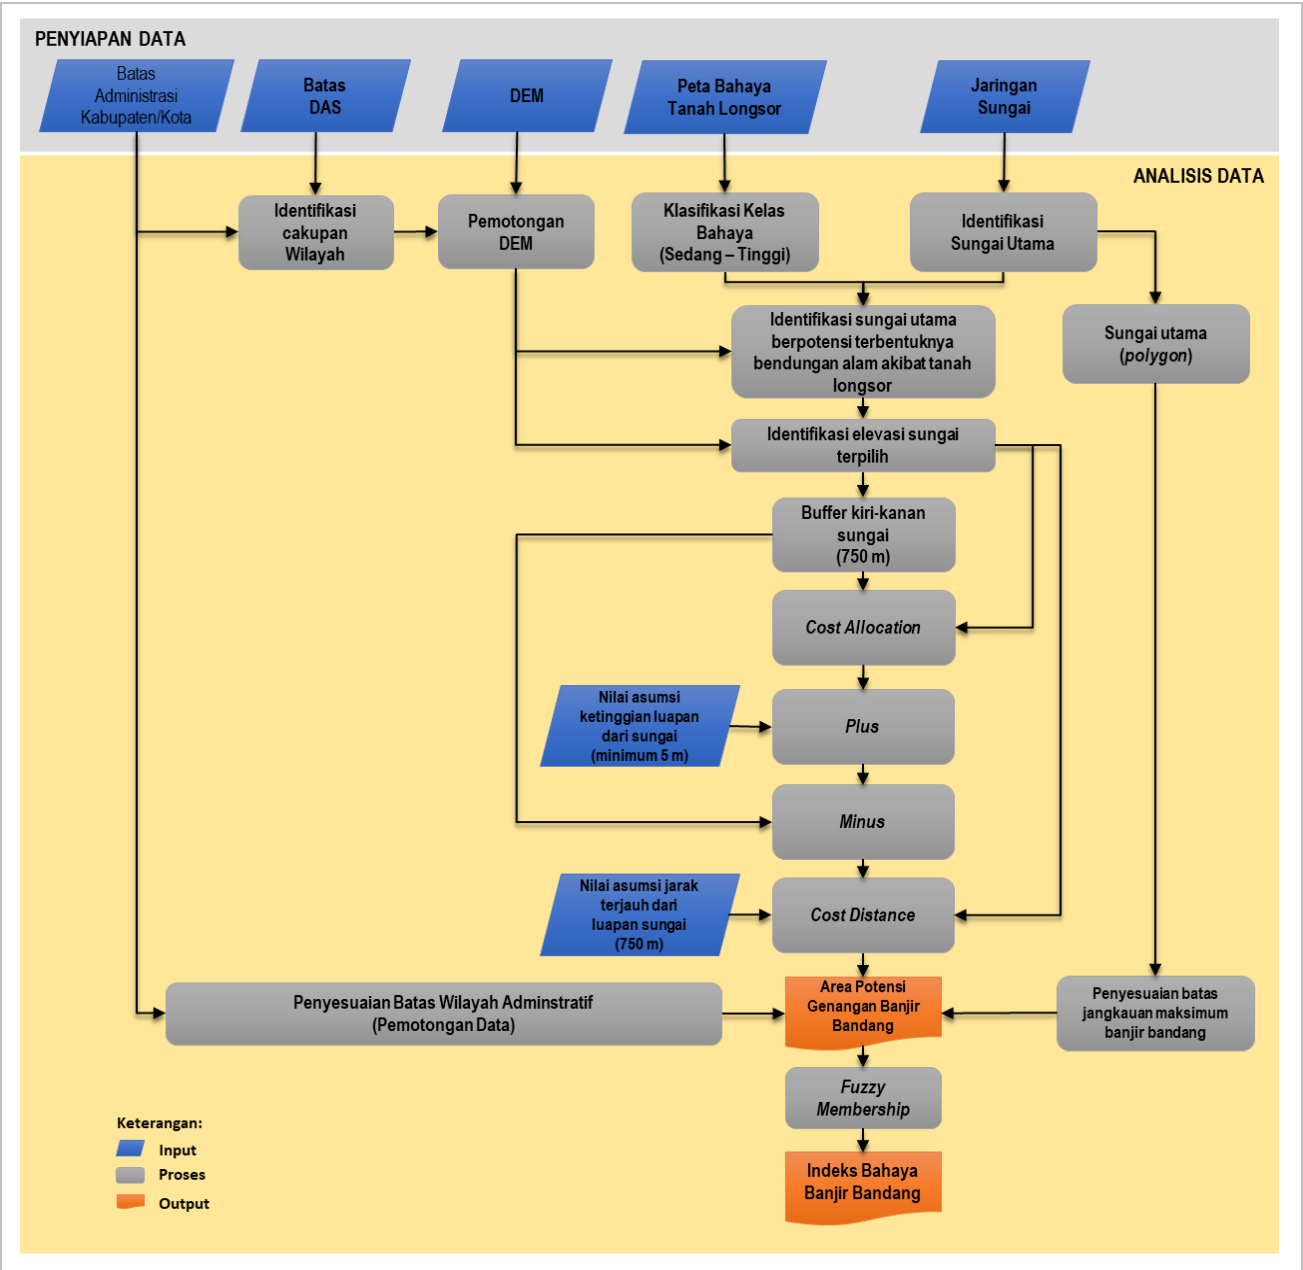 PENYIAPAN DATA
Batas
Administrasi
Kabupaten/Kota
Batas
DAS
DEM
Peta Bahaya
Tanah Longsor
Jaringan
Sungai
ANALISIS DATA
Identifikasi
cakupan
Wilayah
Pemotongan
DEM
Klasifikasi Kelas
Bahaya
(Sedang – Tinggi)
Identifikasi
Sungai Utama
Identifikasi sungai utama
berpotensi terbentuknya
bendungan alam akibat tanah
longsor
Sungai utama
(polygon)
Identifikasi elevasi sungai
terpilih
Buffer kiri-kanan
sungai
(750 m)
Cost Allocation
Nilai asumsi
ketinggian luapan
dari sungai
(minimum 5 m)
Plus
Minus
Nilai asumsi jarak
terjauh dari
luapan sungai
(750 m)
Cost Distance
Penyesuaian Batas Wilayah Adminstratif
(Pemotongan Data)
Area Potensi
Genangan Banjir
Bandang
Penyesuaian batas
jangkauan maksimum
banjir bandang
Fuzzy
Membership
Indeks Bahaya
Banjir Bandang
Keterangan:
Input
Proses
Output